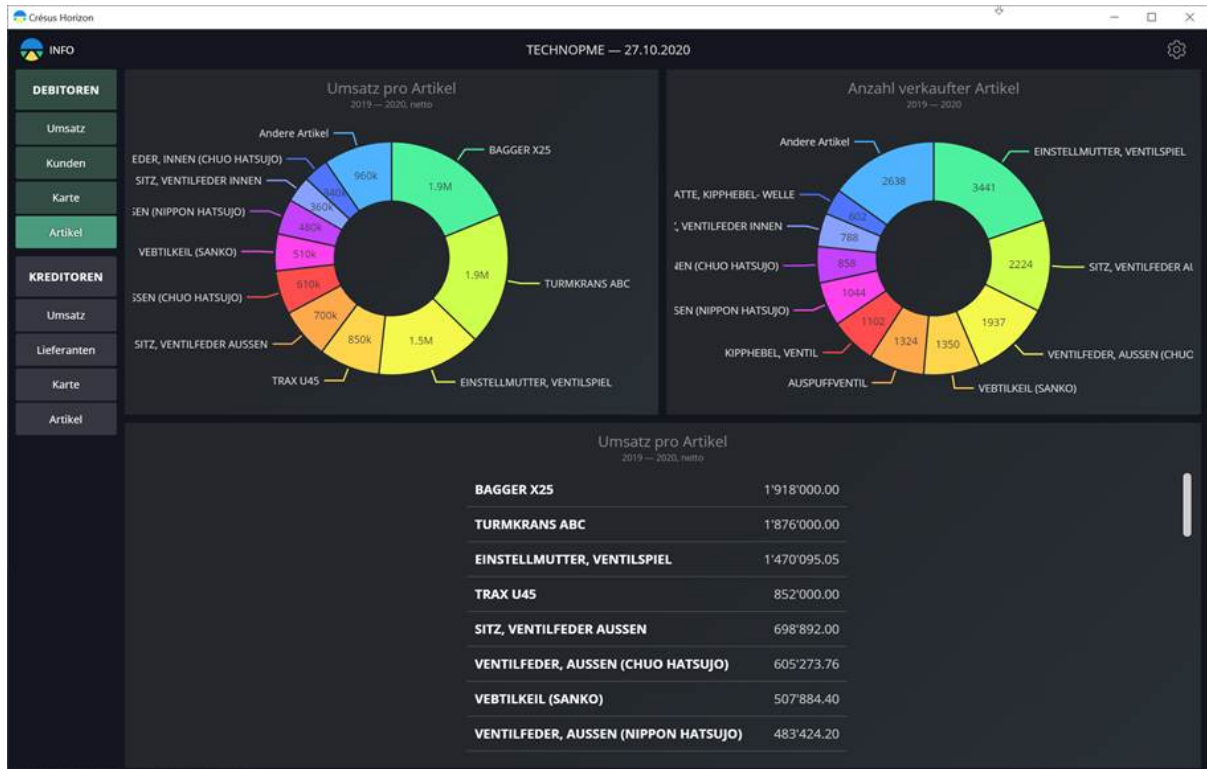 Crésus Horizon
INFO
TECHNOPME — 27.10.2020
DEBITOREN
Umsatz
Kunden
Karte
Artikel
KREDITOREN
Umsatz
Lieferanten
Karte
Artikel
Umsatz pro Artikel
2019 — 2020, netto
Andere Artikel
EDER, INNEN (CHUO HATSUJO)
SITZ, VENTILFEDER INNEN
SEN (NIPPON HATSUJO)
VEBTILKEIL (SANKO)
SSEN (CHUO HATSUJO)
SITZ, VENTILFEDER AUSSEN
TRAX U45
BAGGER X25
TURMKRANS ABC
EINSTELLMUTTER, VENTILSPIEL
960k
340k
360k
480k
510k
610k
700k
850k
1.5M
1.9M
1.9M
Anzahl verkaufter Artikel
2019 — 2020
Andere Artikel
ATTE, KIPPHEBEL- WELLE
, VENTILFEDER INNEN
NEN (CHUO HATSUJO)
SEN (NIPPON HATSUJO)
KIPPHEBEL, VENTIL
AUSPUFFVENTIL
EINSTELLMUTTER, VENTILSPIEL
SITZ, VENTILFEDER AU
VENTILFEDER, AUSSEN (CHUO
VEBTILKEIL (SANKO)
2638
602
788
858
1044
1102
1324
1350
1937
2224
3441
Umsatz pro Artikel
2019 — 2020, netto
BAGGER X25 1'918'000.00
TURMKRANS ABC 1'876'000.00
EINSTELLMUTTER, VENTILSPIEL 1'470'095.05
TRAX U45 852'000.00
SITZ, VENTILFEDER AUSSEN 698'892.00
VENTILFEDER, AUSSEN (CHUO HATSUJO) 605'273.76
VEBTILKEIL (SANKO) 507'884.40
VENTILFEDER, AUSSEN (NIPPON HATSUJO) 483'424.20